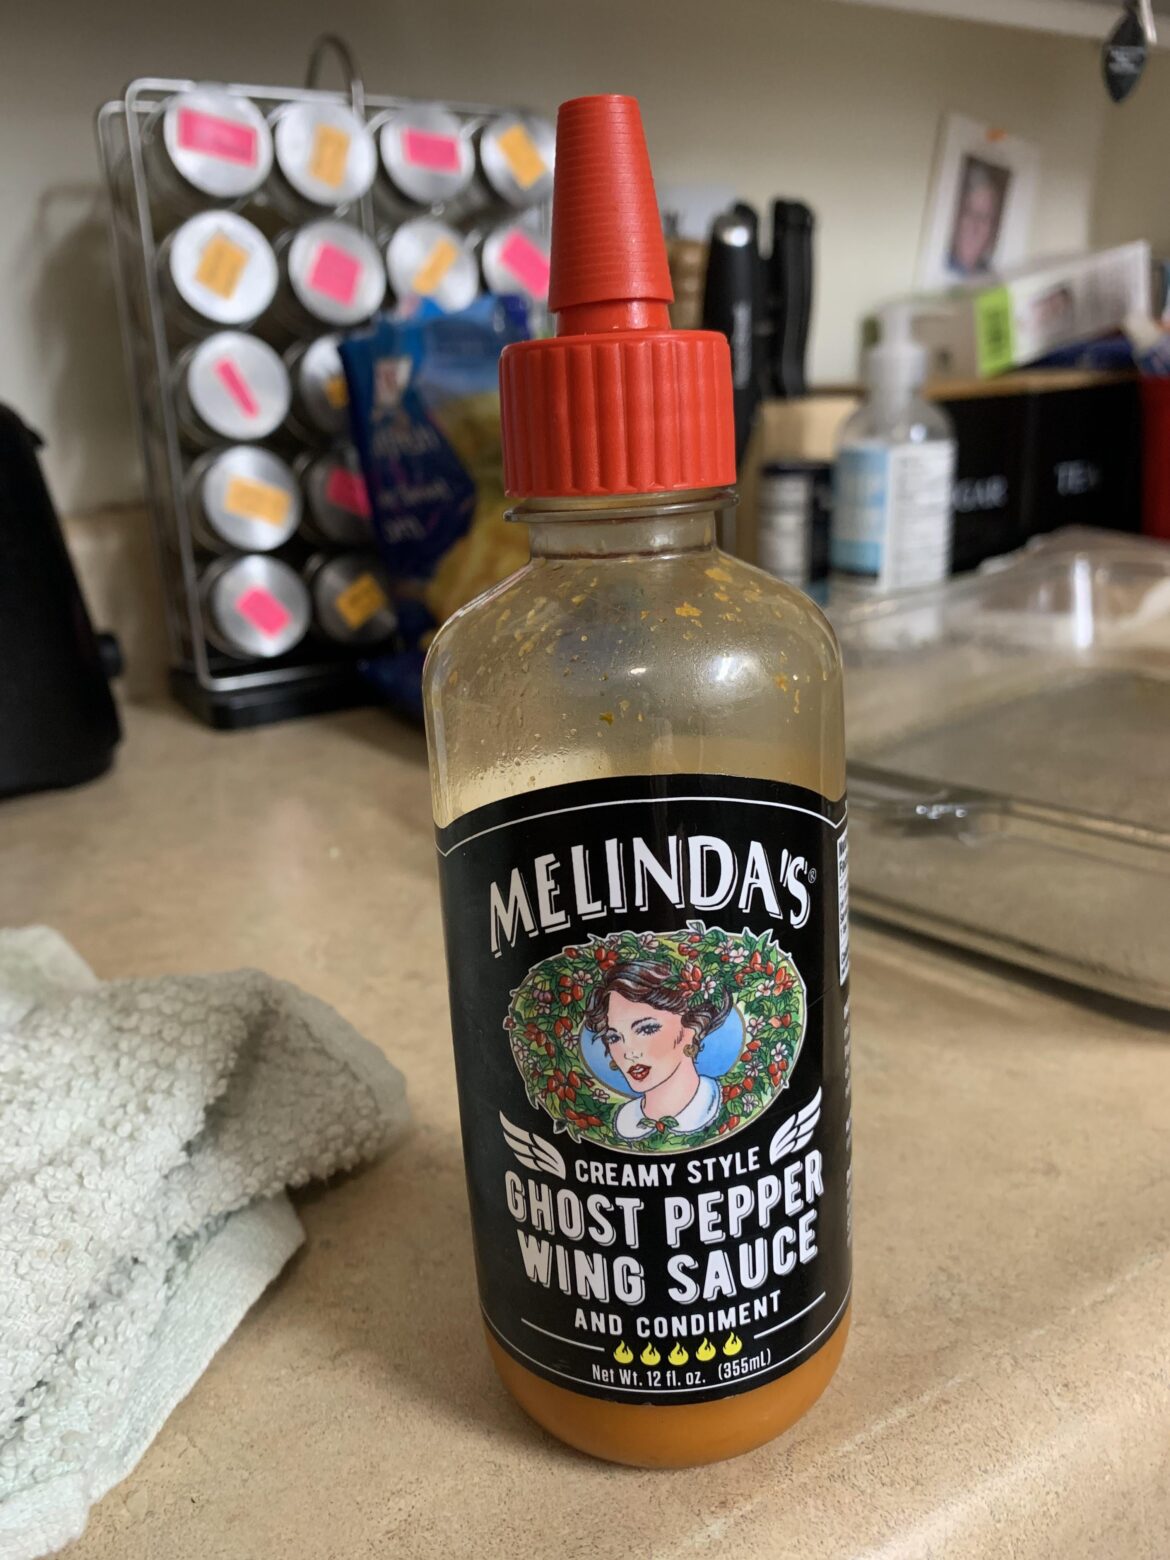 MELINDA'S®
CREAMY STYLE
GHOST PEPPER
WING SAUCE
AND CONDIMENT
Net Wt. 12 fl. oz. (355mL)